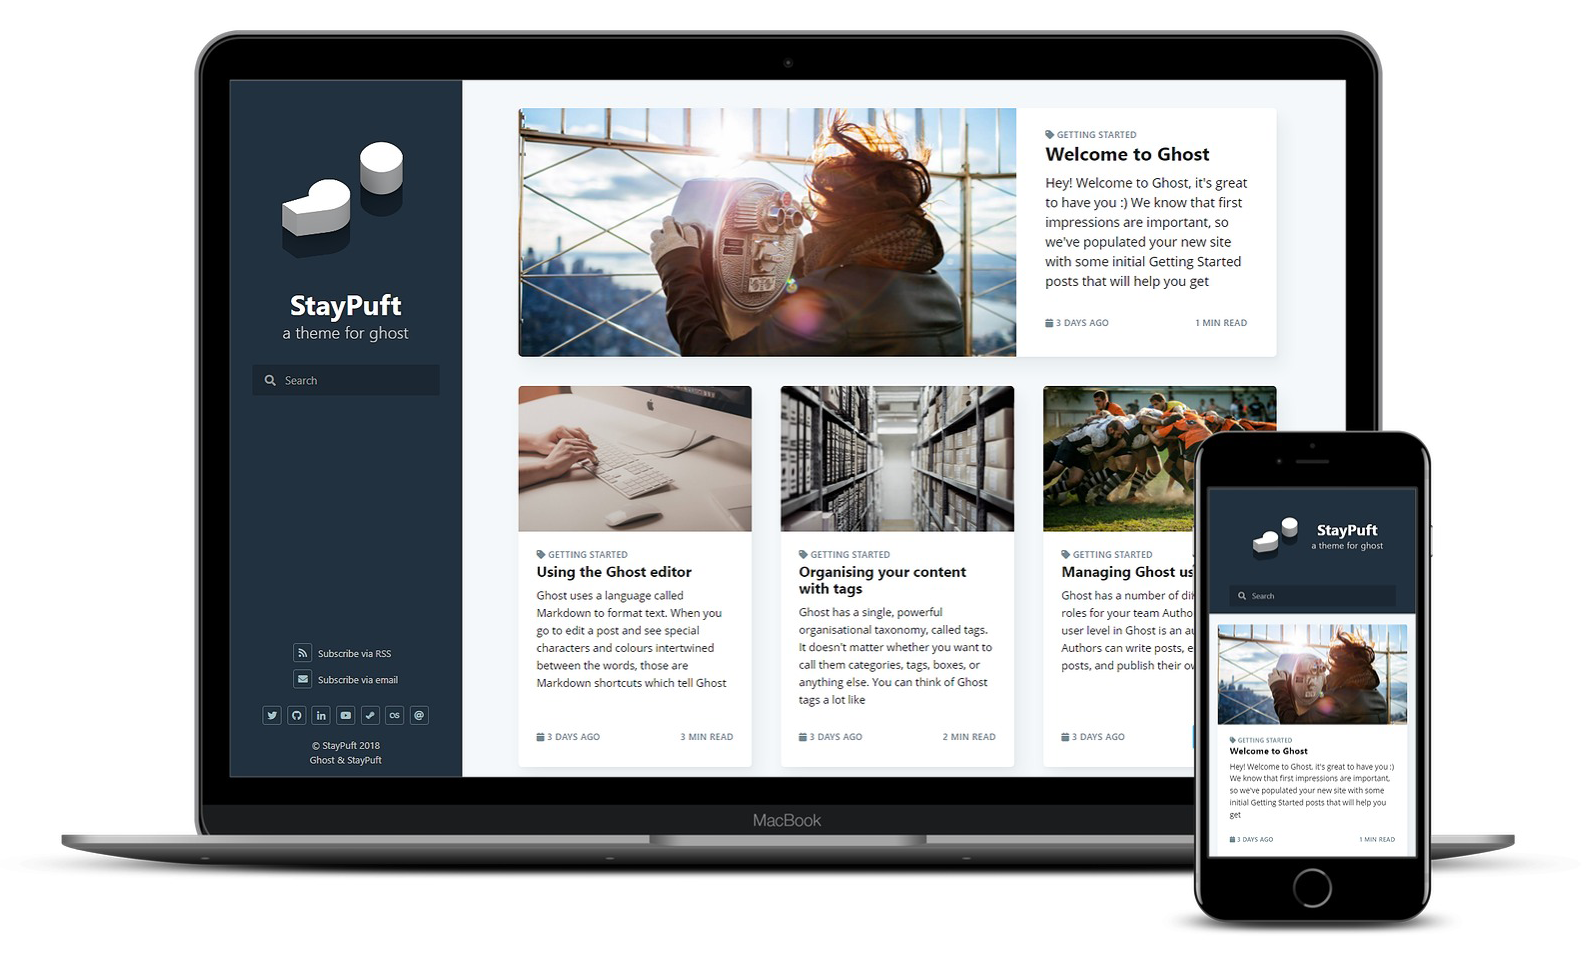 StayPuft
a theme for ghost
Search
Subscribe via RSS
Subscribe via email
© StayPuft 2018
Ghost & StayPuft
GETTING STARTED
Welcome to Ghost
Hey! Welcome to Ghost, it's great
to have you :) We know that first
impressions are important, so
we've populated your new site
with some initial Getting Started
posts that will help you get
3 DAYS AGO
1 MIN READ
GETTING STARTED
Using the Ghost editor
Ghost uses a language called
Markdown to format text. When you
go to edit a post and see special
characters and colours intertwined
between the words, those are
Markdown shortcuts which tell Ghost
3 DAYS AGO
3 MIN READ
GETTING STARTED
Organising your content
with tags
Ghost has a single, powerful
organisational taxonomy, called tags.
It doesn't matter whether you want to
call them categories, tags, boxes, or
anything else. You can think of Ghost
tags a lot like
3 DAYS AGO
2 MIN READ
GETTING STARTED
Managing Ghost
Ghost has a number of
roles for your team
user level in Ghost is an
Authors can write posts,
posts, and publish their
3 DAYS AGO
MacBook
StayPuft
a theme for ghost
Search
GETTING STARTED
Welcome to Ghost
Hey! Welcome to Ghost, it's great to have you :)
We know that first impressions are important,
so we've populated your new site with some
initial Getting Started posts that will help you
get
3 DAYS AGO
1 MIN READ